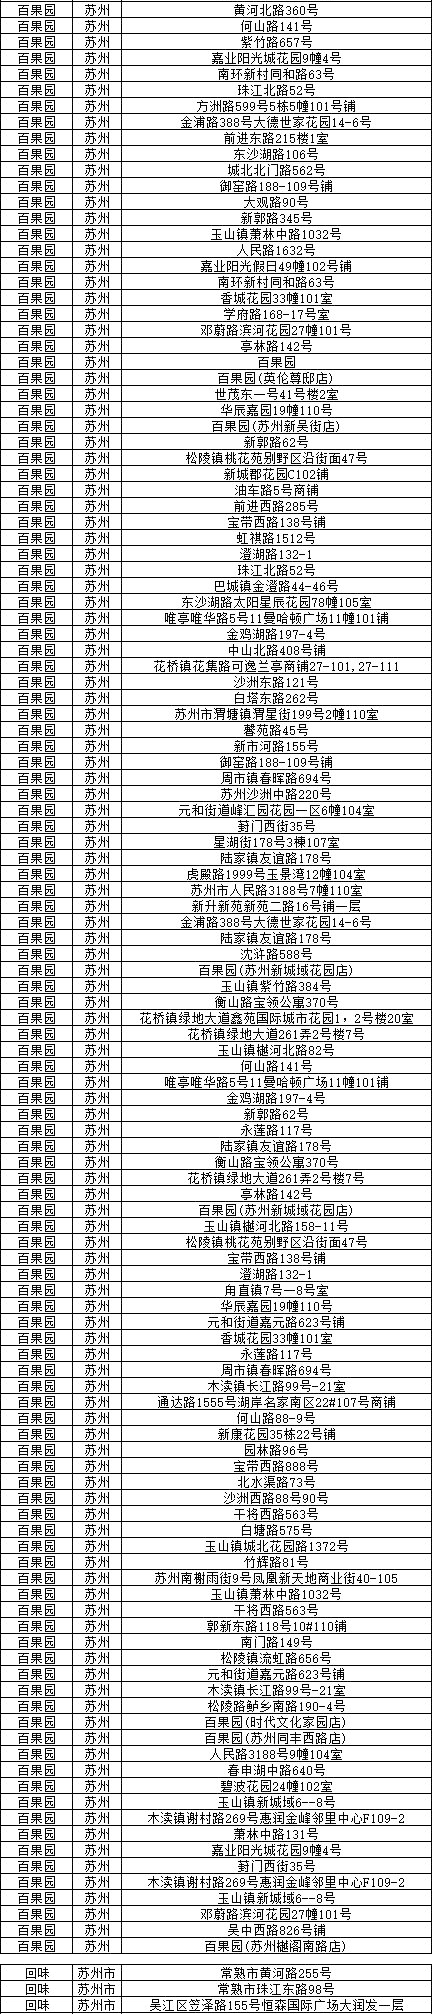 百果园 苏州 黄河北路360号
百果园 苏州 何山路141号
百果园 苏州 紫竹路657号
百果园 苏州 嘉业阳光城花园9幢4号
百果园 苏州 南环新村同和路63号
百果园 苏州 珠江北路52号
百果园 苏州 方洲路599号5栋5幢101号铺
百果园 苏州 金浦路388号大德世家花园14-6号
百果园 苏州 前进东路215楼1室
百果园 苏州 东沙湖路106号
百果园 苏州 城北北门路562号
百果园 苏州 御窑路188-109号铺
百果园 苏州 大观路90号
百果园 苏州 新郭路345号
百果园 苏州 玉山镇萧林中路1032号
百果园 苏州 人民路1632号
百果园 苏州 嘉业阳光假日49幢102号铺
百果园 苏州 南环新村同和路63号
百果园 苏州 香城花园33幢101室
百果园 苏州 学府路168-17号室
百果园 苏州 邓蔚路滨河花园27幢101号
百果园 苏州 亭林路142号
百果园 苏州 百果园
百果园 苏州 百果园(英伦尊邸店)
百果园 苏州 世茂东一号41号楼2室
百果园 苏州 华辰嘉园19幢110号
百果园 苏州 百果园(苏州新吴街店)
百果园 苏州 新郭路62号
百果园 苏州 松陵镇桃花苑别野区沿街面47号
百果园 苏州 新城郡花园C102铺
百果园 苏州 油车路5号商铺
百果园 苏州 前进西路285号
百果园 苏州 宝带西路138号铺
百果园 苏州 虹祺路1512号
百果园 苏州 澄湖路132-1
百果园 苏州 珠江北路52号
百果园 苏州 巴城镇金澄路44-46号
百果园 苏州 东沙湖路太阳星辰花园78幢105室
百果园 苏州 唯亭唯华路5号11曼哈顿广场11幢101铺
百果园 苏州 金鸡湖路197-4号
百果园 苏州 中山北路408号铺
百果园 苏州 花桥镇花集路可逸兰亭商铺27-101,27-111
百果园 苏州 沙洲东路121号
百果园 苏州 白塔东路262号
百果园 苏州 苏州市渭塘镇渭星街199号2幢110室
百果园 苏州 馨苑路45号
百果园 苏州 新市河路155号
百果园 苏州 御窑路188-109号铺
百果园 苏州 周市镇春晖路694号
百果园 苏州 苏州沙洲中路220号
百果园 苏州 元和街道峰汇园花园一区6幢104室
百果园 苏州 葑门西街35号
百果园 苏州 星湖街178号3棟107室
百果园 苏州 陆家镇友谊路178号
百果园 苏州 虎殿路1999号玉景湾12幢104室
百果园 苏州 苏州市人民路3188号7幢110室
百果园 苏州 新升新苑新苑二路16号铺一层
百果园 苏州 金浦路388号大德世家花园14-6号
百果园 苏州 陆家镇友谊路178号
百果园 苏州 沈浒路588号
百果园 苏州 百果园(苏州新城域花园店)
百果园 苏州 玉山镇紫竹路384号
百果园 苏州 衡山路宝领公寓370号
百果园 苏州 花桥镇绿地大道鑫苑国际城市花园1，2号楼20室
百果园 苏州 花桥镇绿地大道261弄2号楼7号
百果园 苏州 玉山镇樾河北路82号
百果园 苏州 何山路141号
百果园 苏州 唯亭唯华路5号11曼哈顿广场11幢101铺
百果园 苏州 金鸡湖路197-4号
百果园 苏州 新郭路62号
百果园 苏州 永莲路117号
百果园 苏州 陆家镇友谊路178号
百果园 苏州 衡山路宝领公寓370号
百果园 苏州 花桥镇绿地大道261弄2号楼7号
百果园 苏州 亭林路142号
百果园 苏州 百果园(苏州新城域花园店)
百果园 苏州 玉山镇樾河北路158-11号
百果园 苏州 松陵镇桃花苑别野区沿街面47号
百果园 苏州 宝带西路138号铺
百果园 苏州 澄湖路132-1
百果园 苏州 甪直镇7号一8号室
百果园 苏州 华辰嘉园19幢110号
百果园 苏州 元和街道嘉元路623号铺
百果园 苏州 香城花园33幢101室
百果园 苏州 永莲路117号
百果园 苏州 周市镇春晖路694号
百果园 苏州 木渎镇长江路99号-21室
百果园 苏州 通达路1555号湖岸名家南区22#107号商铺
百果园 苏州 何山路88-9号
百果园 苏州 新康花园35栋22号铺
百果园 苏州 园林路96号
百果园 苏州 宝带西路888号
百果园 苏州 北水渠路73号
百果园 苏州 沙洲西路88号90号
百果园 苏州 干将西路563号
百果园 苏州 白塘路575号
百果园 苏州 玉山镇城北花园路1372号
百果园 苏州 竹辉路81号
百果园 苏州 苏州南榭雨街9号凤凰新天地商业街40-105
百果园 苏州 玉山镇萧林中路1032号
百果园 苏州 干将西路563号
百果园 苏州 郭新东路118号10#110铺
百果园 苏州 南门路149号
百果园 苏州 松陵镇流虹路656号
百果园 苏州 元和街道嘉元路623号铺
百果园 苏州 木渎镇长江路99号-21室
百果园 苏州 松陵路鲈乡南路190-4号
百果园 苏州 百果园(时代文化家园店)
百果园 苏州 百果园(苏州同丰西路店)
百果园 苏州 人民路3188号9幢104室
百果园 苏州 春申湖中路640号
百果园 苏州 碧波花园24幢102室
百果园 苏州 玉山镇新城域6--8号
百果园 苏州 木渎镇谢村路269号惠润金峰邻里中心F109-2
百果园 苏州 萧林中路131号
百果园 苏州 嘉业阳光城花园9幢4号
百果园 苏州 葑门西街35号
百果园 苏州 木渎镇谢村路269号惠润金峰邻里中心F109-2
百果园 苏州 玉山镇新城域6--8号
百果园 苏州 邓蔚路滨河花园27幢101号
百果园 苏州 吴中西路826号铺
百果园 苏州 百果园(苏州樾阁南路店)
回味 苏州市 常熟市黄河路255号
回味 苏州市 常熟市珠江东路98号
回味 苏州市 吴江区笠泽路155号恒森国际广场大润发一层